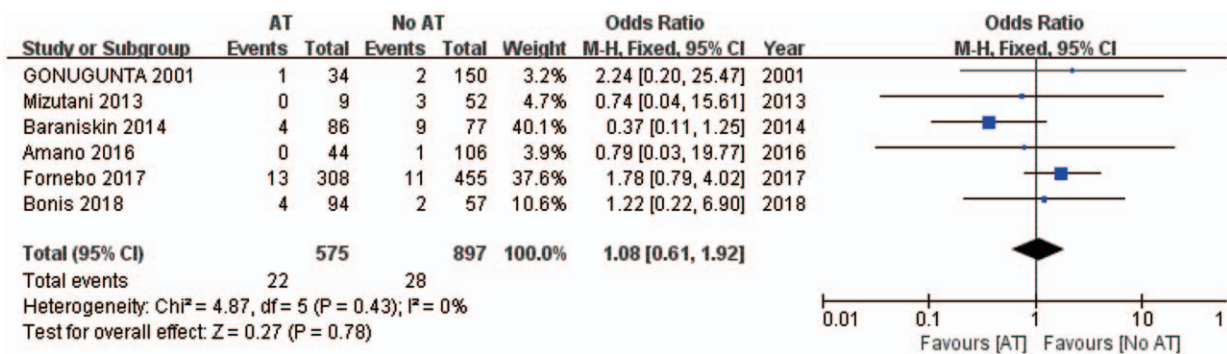 AT No AT Odds Ratio Odds Ratio
Study or Subgroup Events Total Events Total Weight M-H, Fixed, 95% CI Year M-H, Fixed, 95% CI
GONUGUNTA 2001 1 34 2 150 3.2% 2.24 [0.20, 25.47] 2001
Mizutani 2013 0 9 3 52 4.7% 0.74 [0.04, 15.61] 2013
Baraniskin 2014 4 86 9 77 40.1% 0.37 [0.11, 1.25] 2014
Amano 2016 0 44 1 106 3.9% 0.79 [0.03, 19.77] 2016
Fornebo 2017 13 308 11 455 37.6% 1.78 [0.79, 4.02] 2017
Bonis 2018 4 94 2 57 10.6% 1.22 [0.22, 6.90] 2018
Total (95% CI) 575 897 100.0% 1.08 [0.61, 1.92]
Total events 22 28
Heterogeneity: Chi² = 4.87, df = 5 (P = 0.43); I² = 0%
Test for overall effect: Z = 0.27 (P = 0.78)
0.01 0.1 1 10
Favours [AT] Favours [No AT]